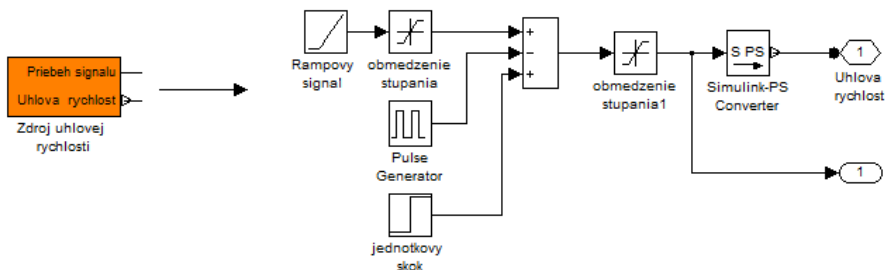 Priebeh signalu
Uhlova rychlost
Zdroj uhlovej
rychlosti
Rampovy
signal
obmedzenie
stupania
Pulse
Generator
jednotkovy
skok
+
−
+
obmedzenie
stupania1
S PS
Simulink-PS
Converter
1
Uhlova
rychlost
1